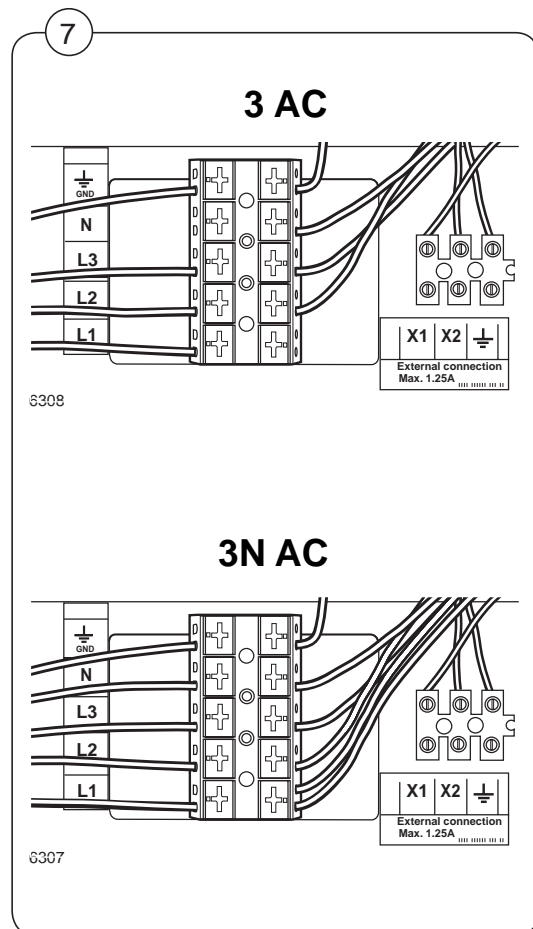 7
3 AC
GND
N
L3
L2
L1
X1 X2
External connection
Max. 1.25A
6308
3N AC
GND
N
L3
L2
L1
X1 X2
External connection
Max. 1.25A
6307